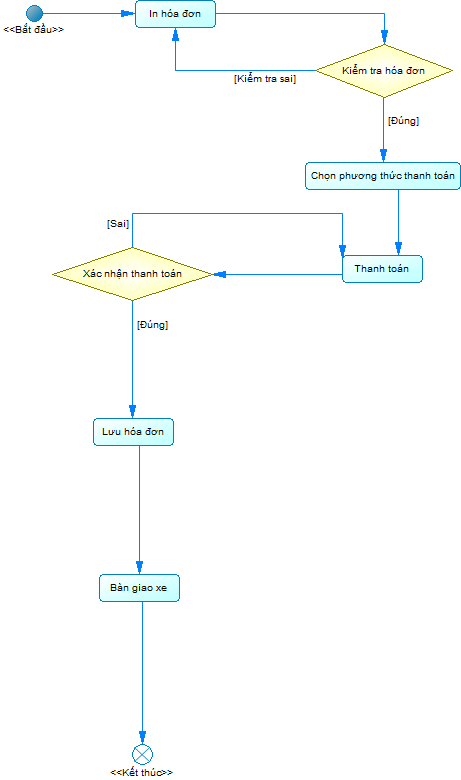 In hóa đơn
<<Bắt đầu>>
Kiểm tra hóa đơn
[Kiểm tra sai]
[Đúng]
Chọn phương thức thanh toán
[Sai]
Thanh toán
Xác nhận thanh toán
[Đúng]
Lưu hóa đơn
Bàn giao xe
<<Kết thúc>>